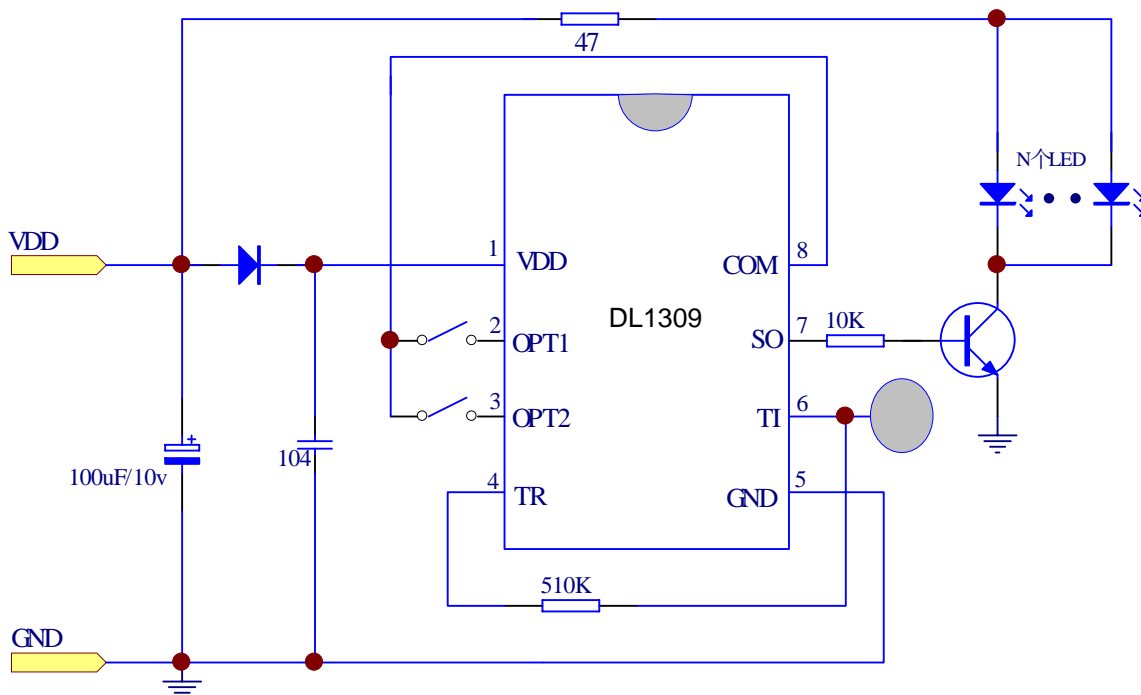 47
N个LED
VDD
1
VDD
COM
8
DL1309
2
OPT1
SO
7
10K
3
OPT2
TI
6
+
100uF/10v
104
4
TR
GND
5
510K
GND